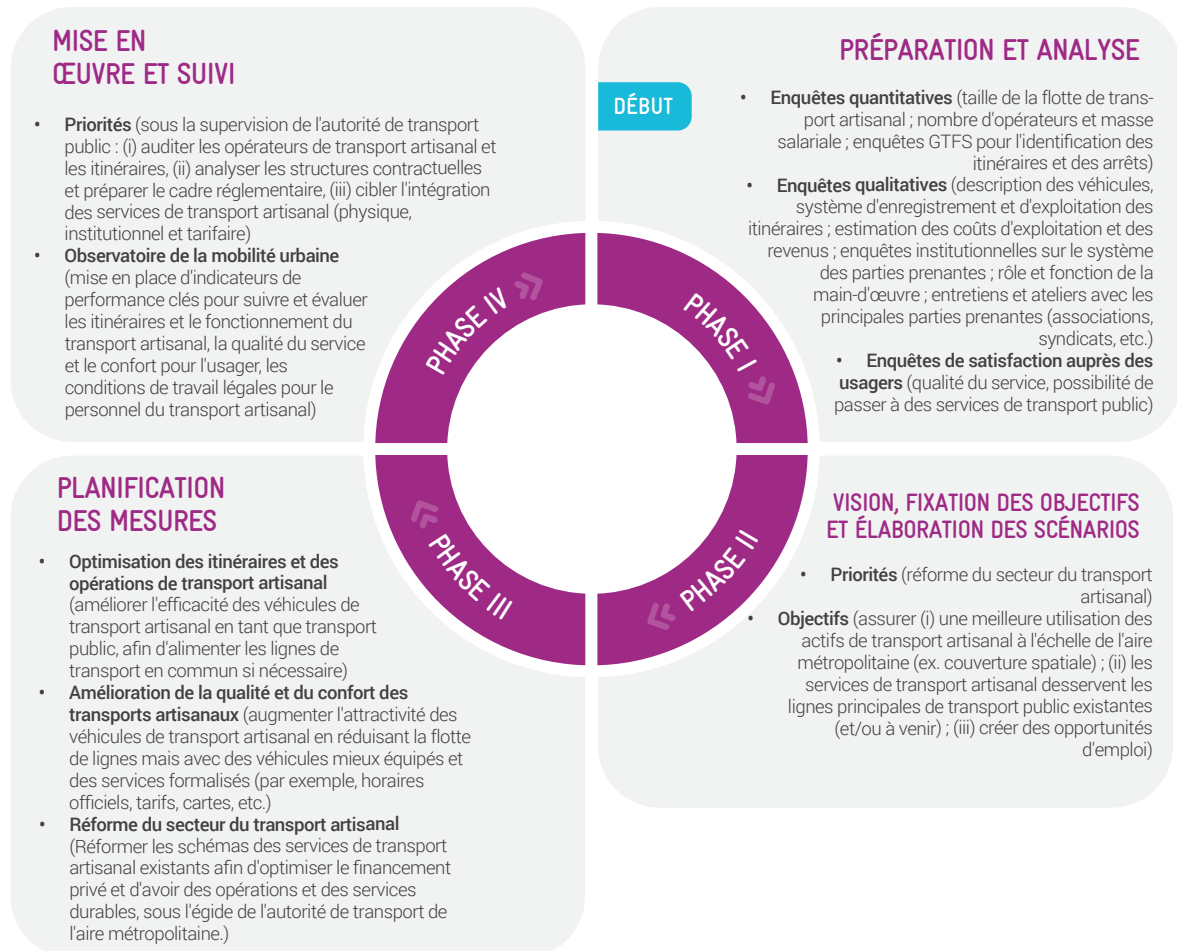 MISE EN
ŒUVRE ET SUIVI
• Priorités (sous la supervision de l'autorité de transport
public : (i) auditer les opérateurs de transport artisanal et
les itinéraires, (ii) analyser les structures contractuelles
et préparer le cadre réglementaire, (iii) cibler l'intégration
des services de transport artisanal (physique,
institutionnel et tarifaire)
• Observatoire de la mobilité urbaine
(mise en place d'indicateurs de
performance clés pour suivre et évaluer
les itinéraires et le fonctionnement du
transport artisanal, la qualité du service
et le confort pour l'usager, les
conditions de travail légales pour le
personnel du transport artisanal)
PRÉPARATION ET ANALYSE
DÉBUT
• Enquêtes quantitatives (taille de la flotte de trans-
port artisanal ; nombre d'opérateurs et masse
salariale ; enquêtes GTFS pour l'identification des
itinéraires et des arrêts)
• Enquêtes qualitatives (description des véhicules,
système d'enregistrement et d'exploitation des
itinéraires ; estimation des coûts d'exploitation et des
revenus ; enquêtes institutionnelles sur le système
des parties prenantes ; rôle et fonction de la
main-d'œuvre ; entretiens et ateliers avec les
principales parties prenantes (associations,
syndicats, etc.)
• Enquêtes de satisfaction auprès des
usagers (qualité du service, possibilité de
passer à des services de transport public)
PHASE IV
PHASE I
PHASE III
PHASE II
PLANIFICATION
DES MESURES
• Optimisation des itinéraires et des
opérations de transport artisanal
(améliorer l'efficacité des véhicules de
transport artisanal en tant que transport
public, afin d'alimenter les lignes de
transport en commun si nécessaire)
• Amélioration de la qualité et du confort des
transports artisanaux (augmenter l'attractivité des
véhicules de transport artisanal en réduisant la flotte
de lignes mais avec des véhicules mieux équipés et
des services formalisés (par exemple, horaires
officiels, tarifs, cartes, etc.)
• Réforme du secteur du transport artisanal
(Réformer les schémas des services de transport
artisanal existants afin d'optimiser le financement
privé et d'avoir des opérations et des services
durables, sous l'égide de l'autorité de transport de
l'aire métropolitaine.)
VISION, FIXATION DES OBJECTIFS
ET ÉLABORATION DES SCÉNARIOS
• Priorités (réforme du secteur du transport
artisanal)
• Objectifs (assurer (i) une meilleure utilisation des
actifs de transport artisanal à l'échelle de l'aire
métropolitaine (ex. couverture spatiale) ; (ii) les
services de transport artisanal desservent les
lignes principales de transport public existantes
(et/ou à venir) ; (iii) créer des opportunités
d'emploi)